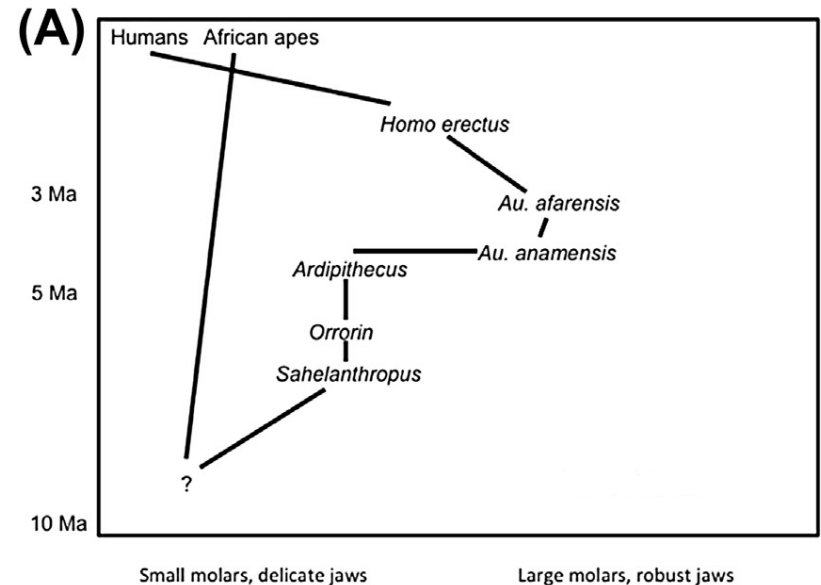 (A)
Humans African apes
Homo erectus
3 Ma
Au. afarensis
Au. anamensis
Ardipithecus
5 Ma
Orrorin
Sahelanthropus
?
10 Ma
Small molars, delicate jaws
Large molars, robust jaws